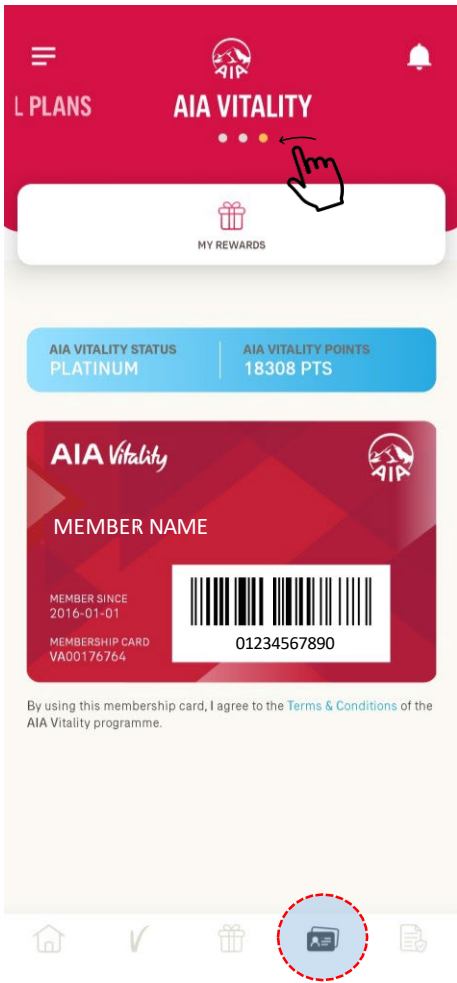 AIA
L PLANS
AIA VITALITY
MY REWARDS
AIA VITALITY STATUS
PLATINUM
AIA VITALITY POINTS
18308 PTS
AIA Vitality
AIA
MEMBER NAME
MEMBER SINCE
2016-01-01
MEMBERSHIP CARD
VA00176764
01234567890
By using this membership card, I agree to the Terms & Conditions of the
AIA Vitality programme.